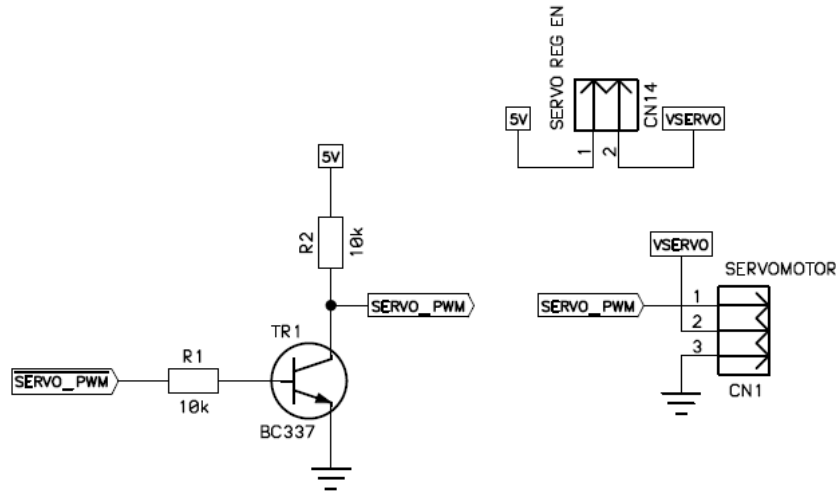 SERVO REG EN
CN14
5V
VSERVO
1
2
5V
R2
10k
SERVO_PWM
TR1
BC337
R1
10k
SERVO_PWM
VSERVO
SERVOMOTOR
SERVO_PWM
1
2
3
CN1